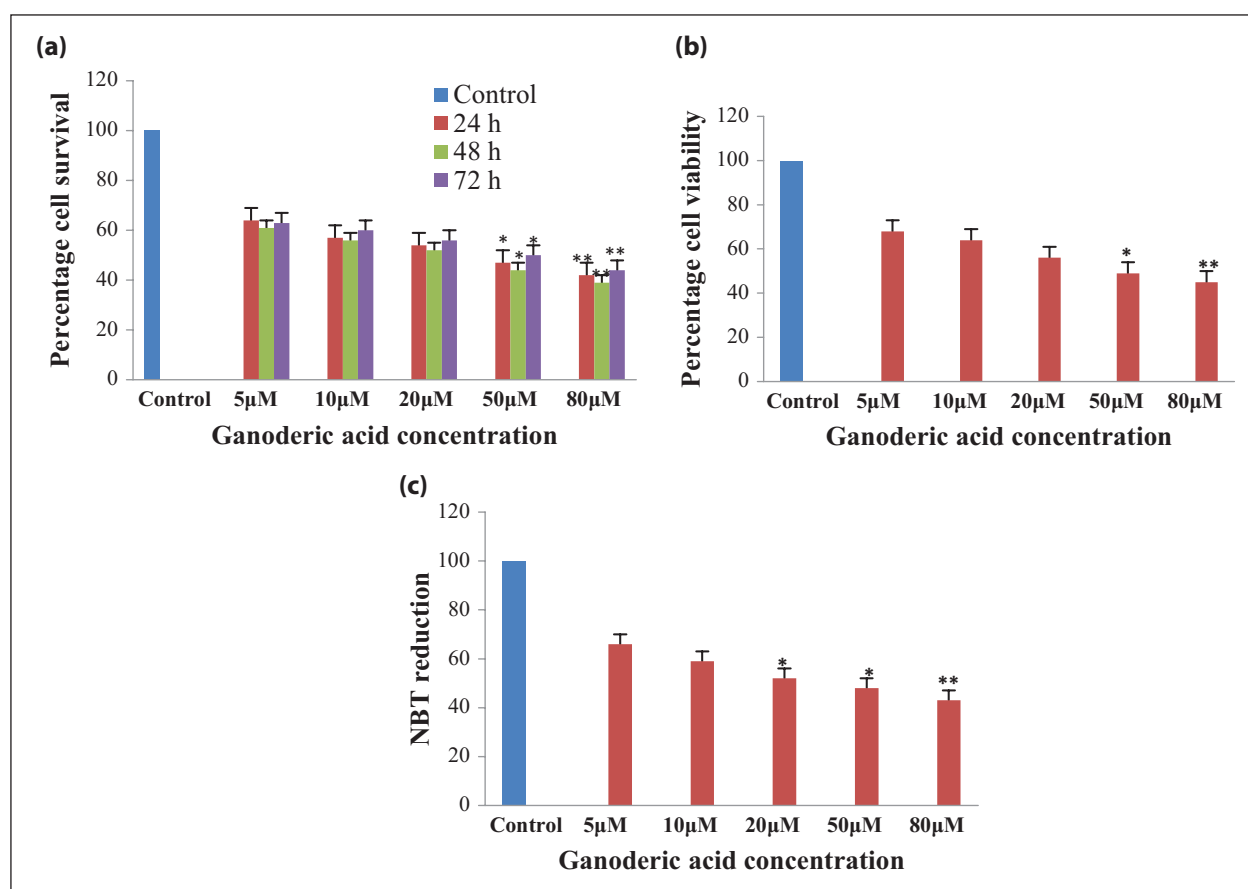 (a)
120
100
80
60
40
20
0
Percentage cell survival
Control
24 h
48 h
72 h
* * *
** ** **
Control 5µM 10µM 20µM 50µM 80µM
Ganoderic acid concentration
(b)
120
100
80
60
40
20
0
Percentage cell viability
* **
Control 5µM 10µM 20µM 50µM 80µM
Ganoderic acid concentration
(c)
120
100
80
60
40
20
0
NBT reduction
* * **
Control 5µM 10µM 20µM 50µM 80µM
Ganoderic acid concentration